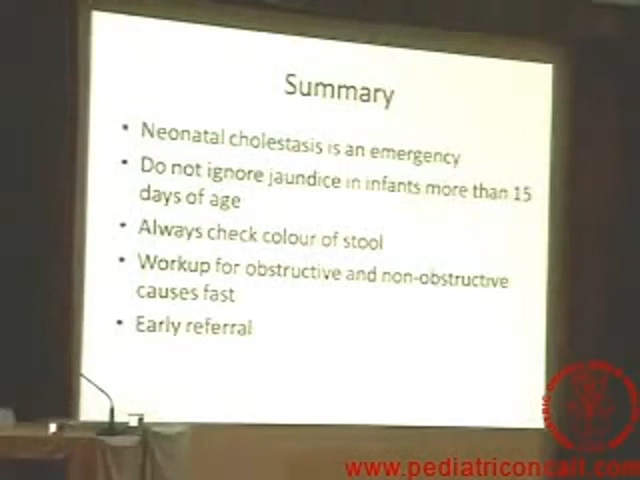 Summary
• Neonatal cholestasis is an emergency
• Do not ignore jaundice in infants more than 15
days of age
• Always check colour of stool
• Workup for obstructive and non-obstructive
causes fast
• Early referral
www.pediatriconcall.com